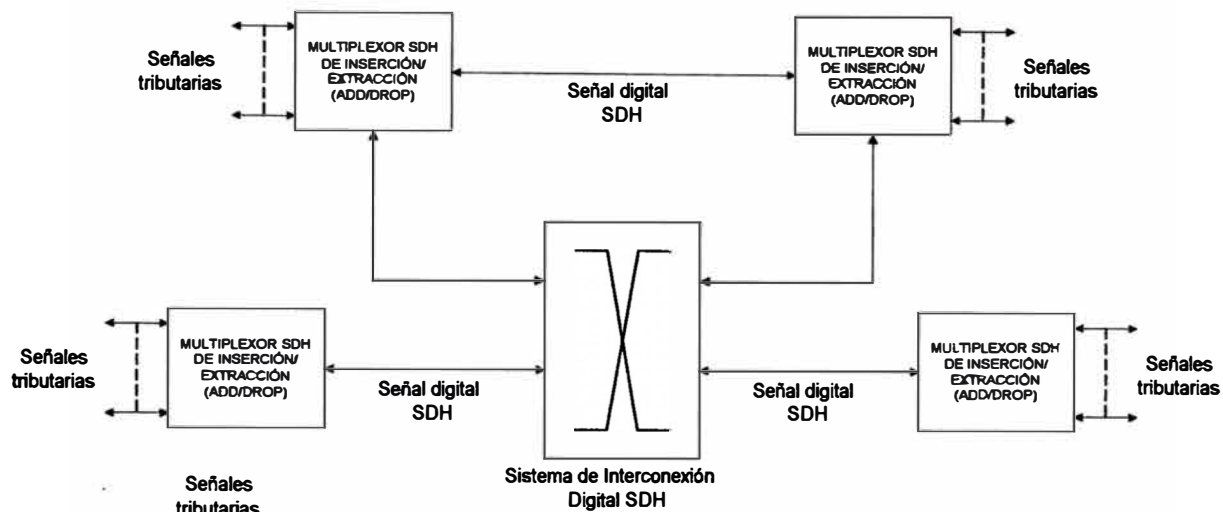 Señales
tributarias
MULTIPLEXOR SDH
DE INSERCIÓN/
EXTRACCIÓN
(ADD/DROP)
Señal digital
SDH
MULTIPLEXOR SDH
DE INSERCIÓN/
EXTRACCIÓN
(ADD/DROP)
Señales
tributarias
Señales
tributarias
MULTIPLEXOR SDH
DE INSERCIÓN/
EXTRACCIÓN
(ADD/DROP)
Señal digital
SDH
Señal digital
SDH
MULTIPLEXOR SDH
DE INSERCIÓN/
EXTRACCIÓN
(ADD/DROP)
Señales
tributarias
Sistema de Interconexión
Digital SDH
Señales
tributarias